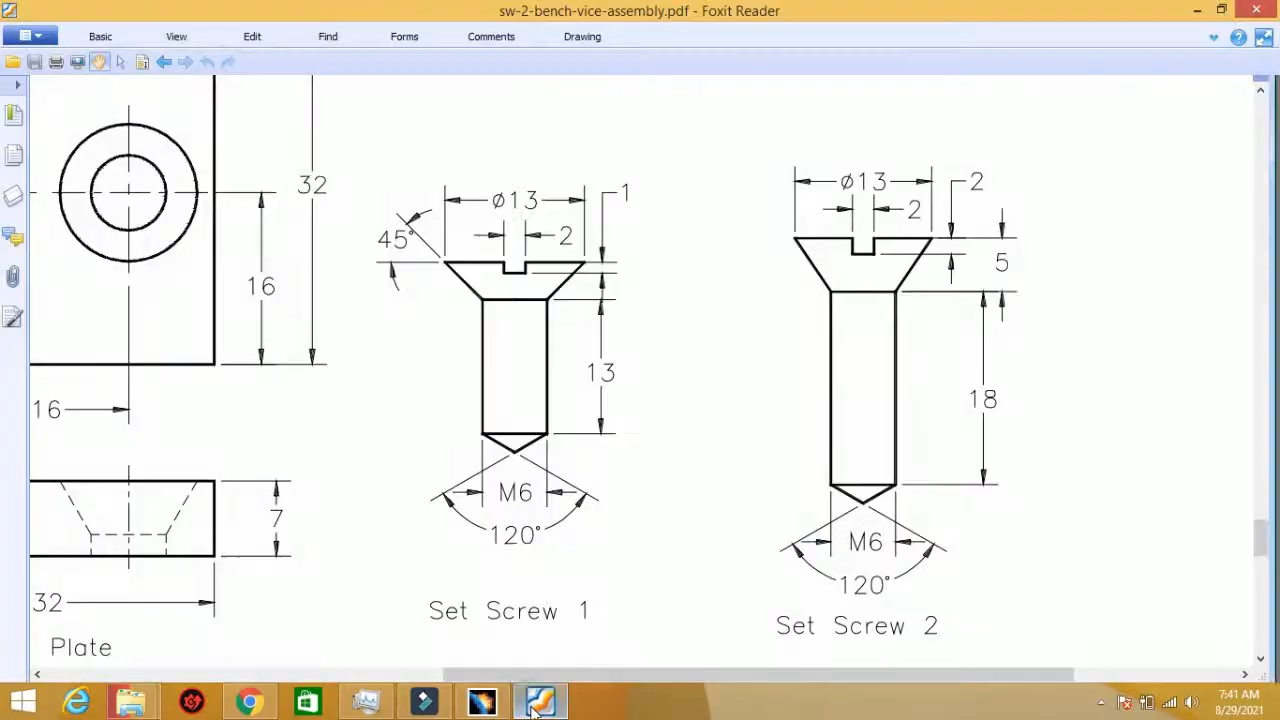 sw-2-bench-vice-assembly.pdf - Foxit Reader
Basic View Edit Find Forms Comments Drawing
32
16
16
7
32
Plate
ø13
1
2
45°
13
M6
120°
Set Screw 1
ø13
2
2
5
18
M6
120°
Set Screw 2
7:41 AM
8/29/2021